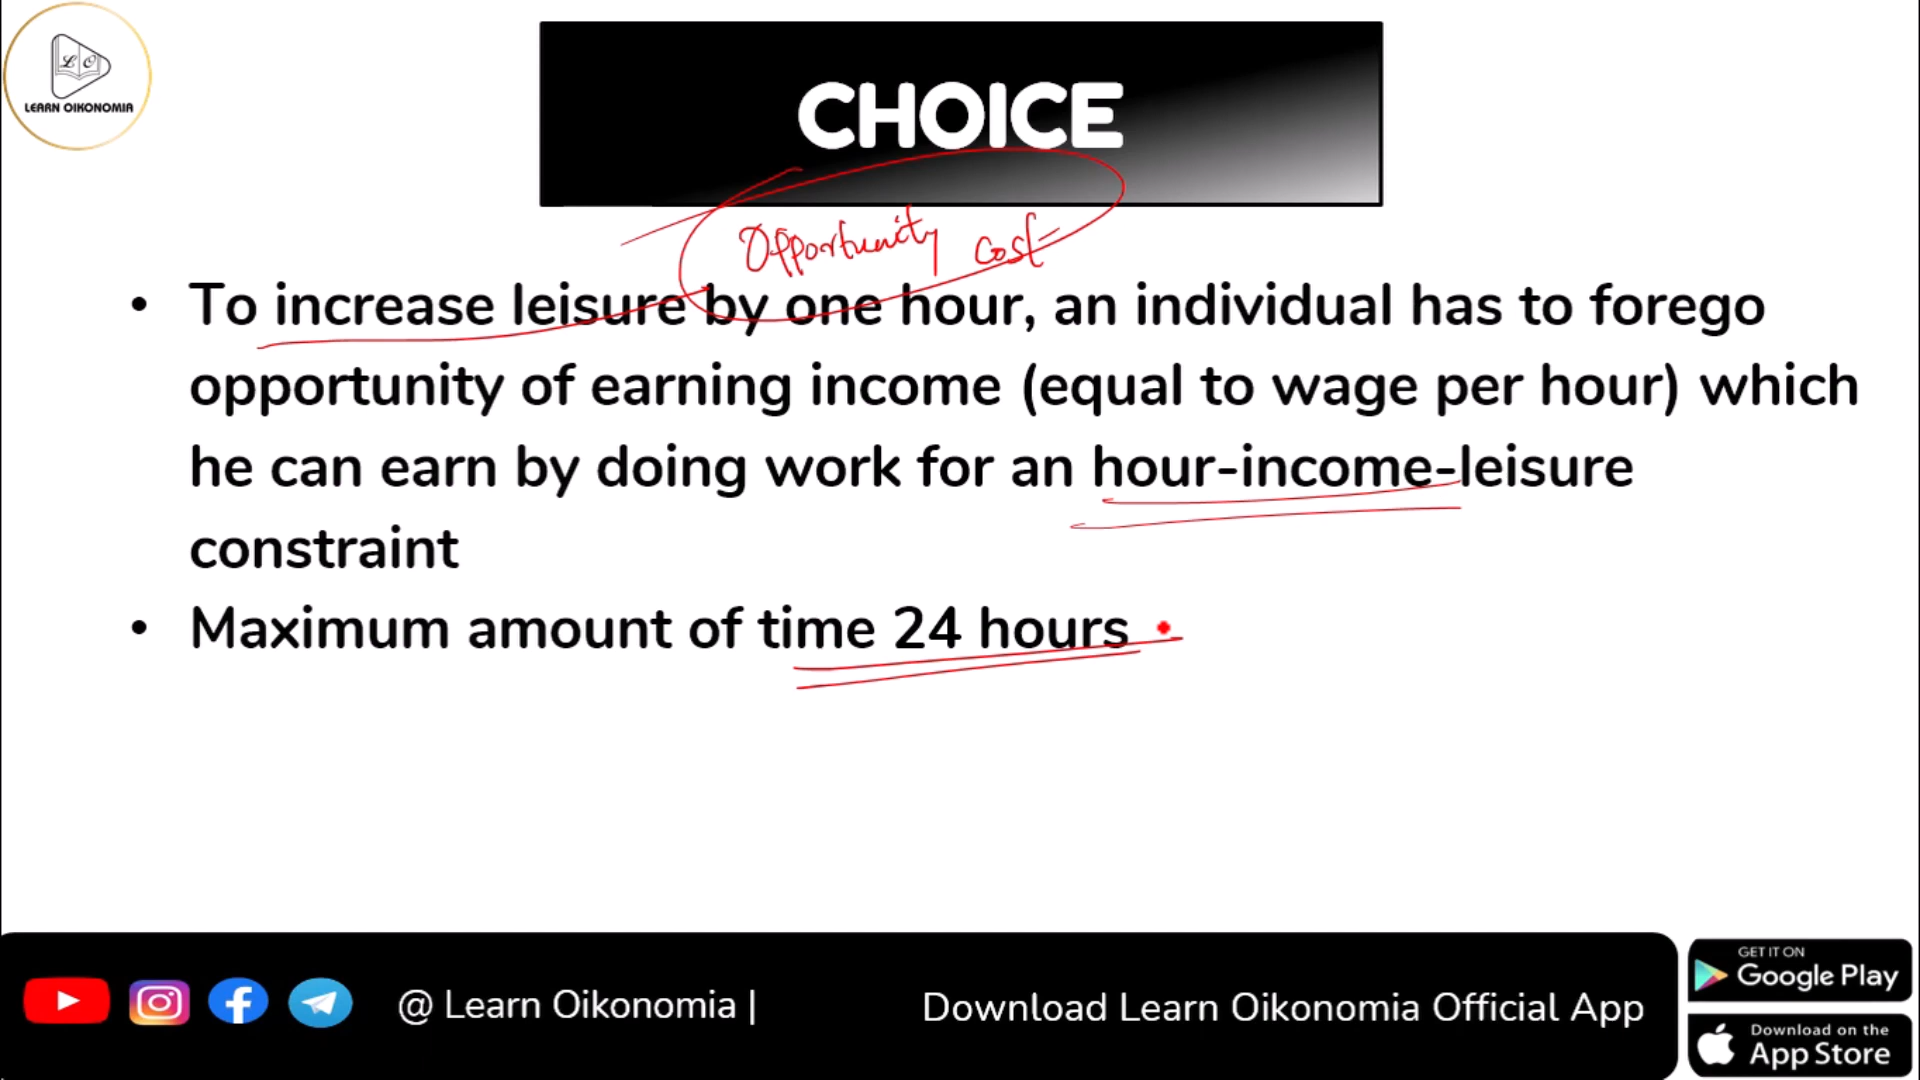 L O
LEARN OIKONOMIA
CHOICE
Opportunity cost
• To increase leisure by one hour, an individual has to forego
opportunity of earning income (equal to wage per hour) which
he can earn by doing work for an hour-income-leisure
constraint
• Maximum amount of time 24 hours
@ Learn Oikonomia |
Download Learn Oikonomia Official App
GET IT ON
Google Play
Download on the
App Store